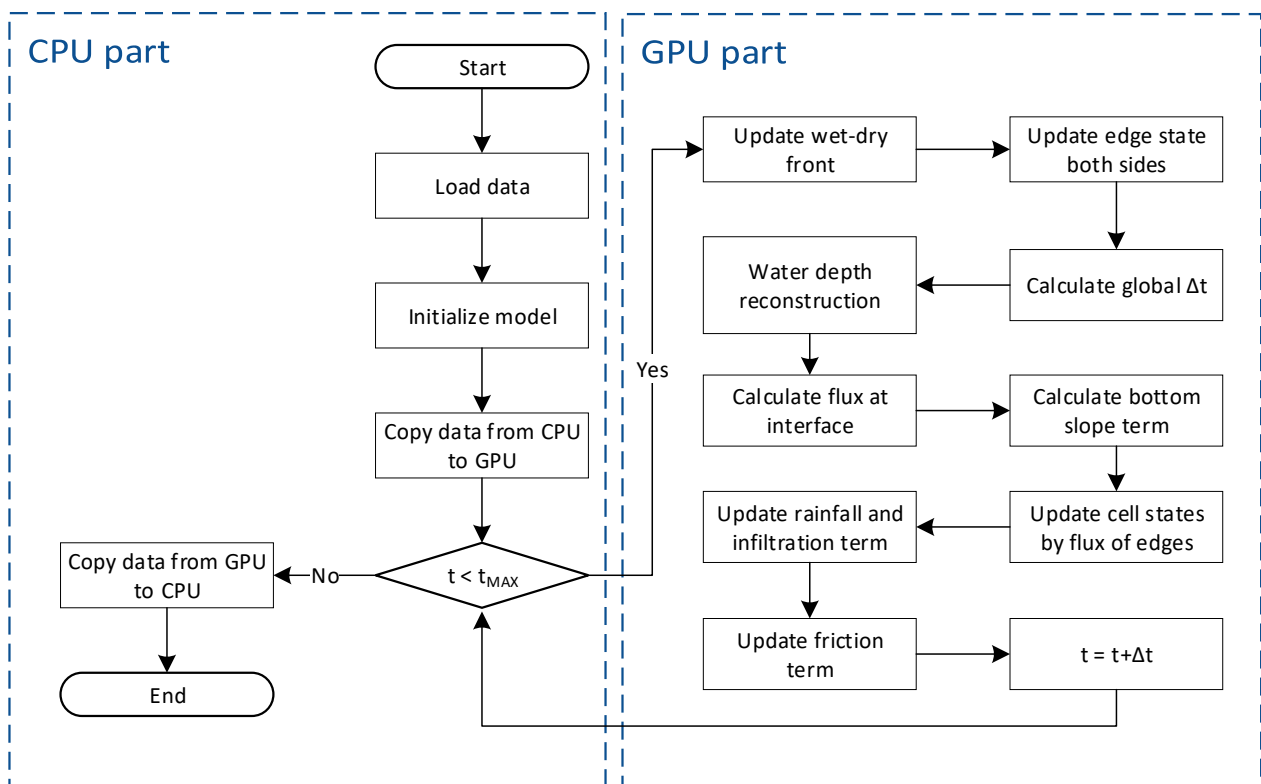 CPU part
Start
Load data
Initialize model
Copy data from CPU
to GPU
t < tMAX
No
Copy data from GPU
to CPU
End
Yes
GPU part
Update wet-dry
front
Update edge state
both sides
Calculate global Δt
Water depth
reconstruction
Calculate flux at
interface
Calculate bottom
slope term
Update cell states
by flux of edges
Update rainfall and
infiltration term
Update friction
term
t = t+Δt